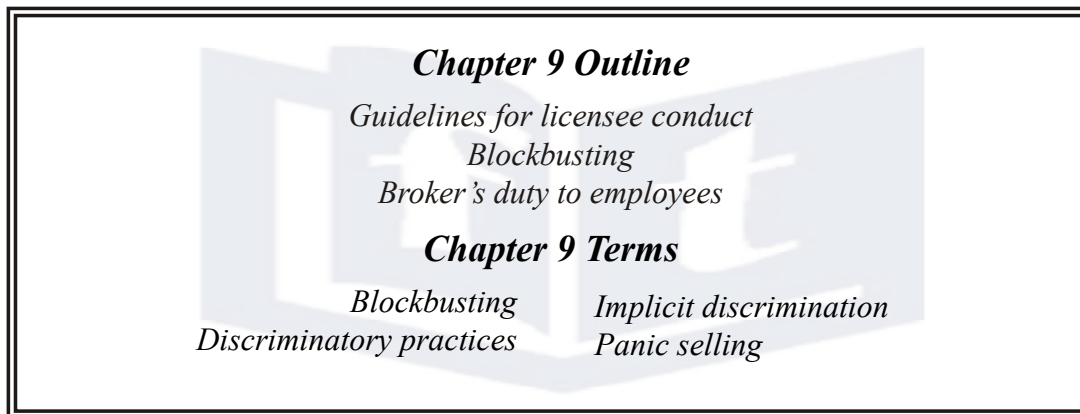 Chapter 9 Outline
Guidelines for licensee conduct
Blockbusting
Broker's duty to employees
Chapter 9 Terms
Blockbusting
Discriminatory practices
Implicit discrimination
Panic selling
ft